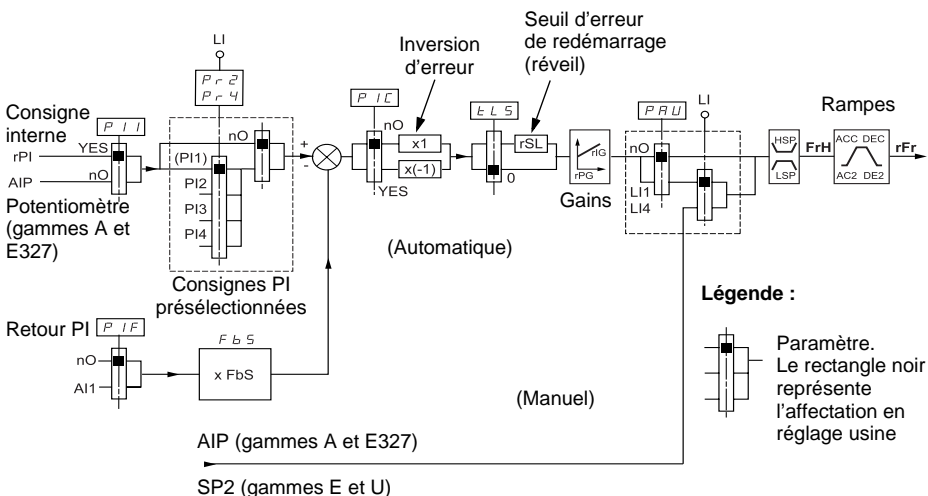 Seuil d'erreur
de redémarrage
(réveil)
LI
Inversion
d'erreur
Pr2
Pr4
Consigne
interne
PII
PIC
tLS
PAU
LI
Rampes
rPI
YES
nO
AIP
(PI1)
nO
PI2
PI3
PI4
+
-
nO
x1
x(-1)
YES
rSL
0
rIG
rPG
Gains
nO
LI1
LI4
HSP
LSP
FrH
ACC DEC
AC2 DE2
rFr
Potentiomètre
(gammes A et
E327)
(Automatique)
Consignes PI
présélectionnées
Légende :
Retour PI
PIF
nO
AI1
FbS
x FbS
Paramètre.
Le rectangle noir
représente
l'affectation en
réglage usine
(Manuel)
AIP (gammes A et E327)
SP2 (gammes E et U)